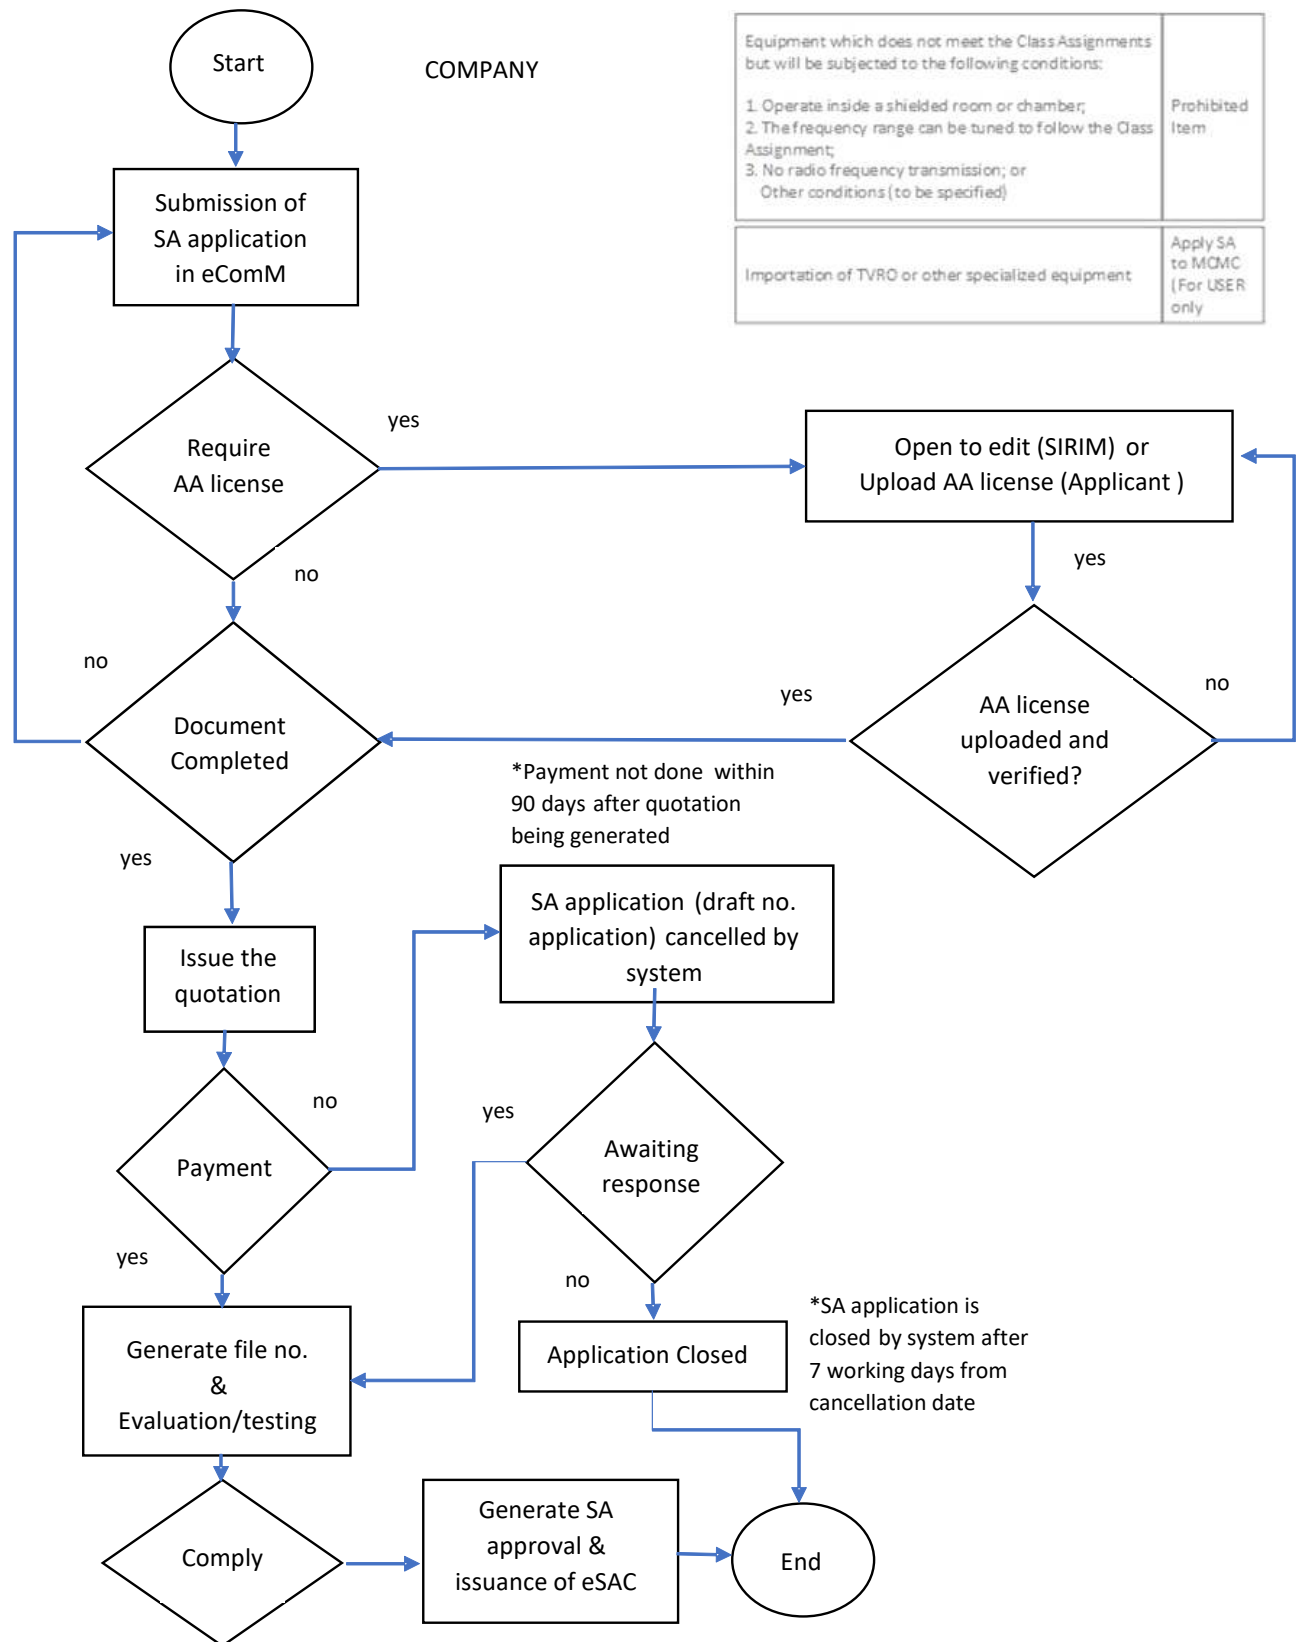 Start
COMPANY
Equipment which does not meet the Class Assignments
but will be subjected to the following conditions:
1. Operate inside a shielded room or chamber;
2. The frequency range can be tuned to follow the Class
Assignment;
3. No radio frequency transmission; or
Other conditions (to be specified)
Prohibited
Item
Importation of TVRO or other specialized equipment
Apply SA
to MCMC
(For USER
only
Submission of
SA application
in eComM
Require
AA license
yes
no
Open to edit (SIRIM) or
Upload AA license (Applicant )
yes
AA license
uploaded and
verified?
no
yes
Document
Completed
no
yes
*Payment not done within
90 days after quotation
being generated
SA application (draft no.
application) cancelled by
system
Issue the
quotation
Payment
no
yes
Awaiting
response
yes
no
Generate file no.
&
Evaluation/testing
Application Closed
*SA application is
closed by system after
7 working days from
cancellation date
Comply
Generate SA
approval &
issuance of eSAC
End